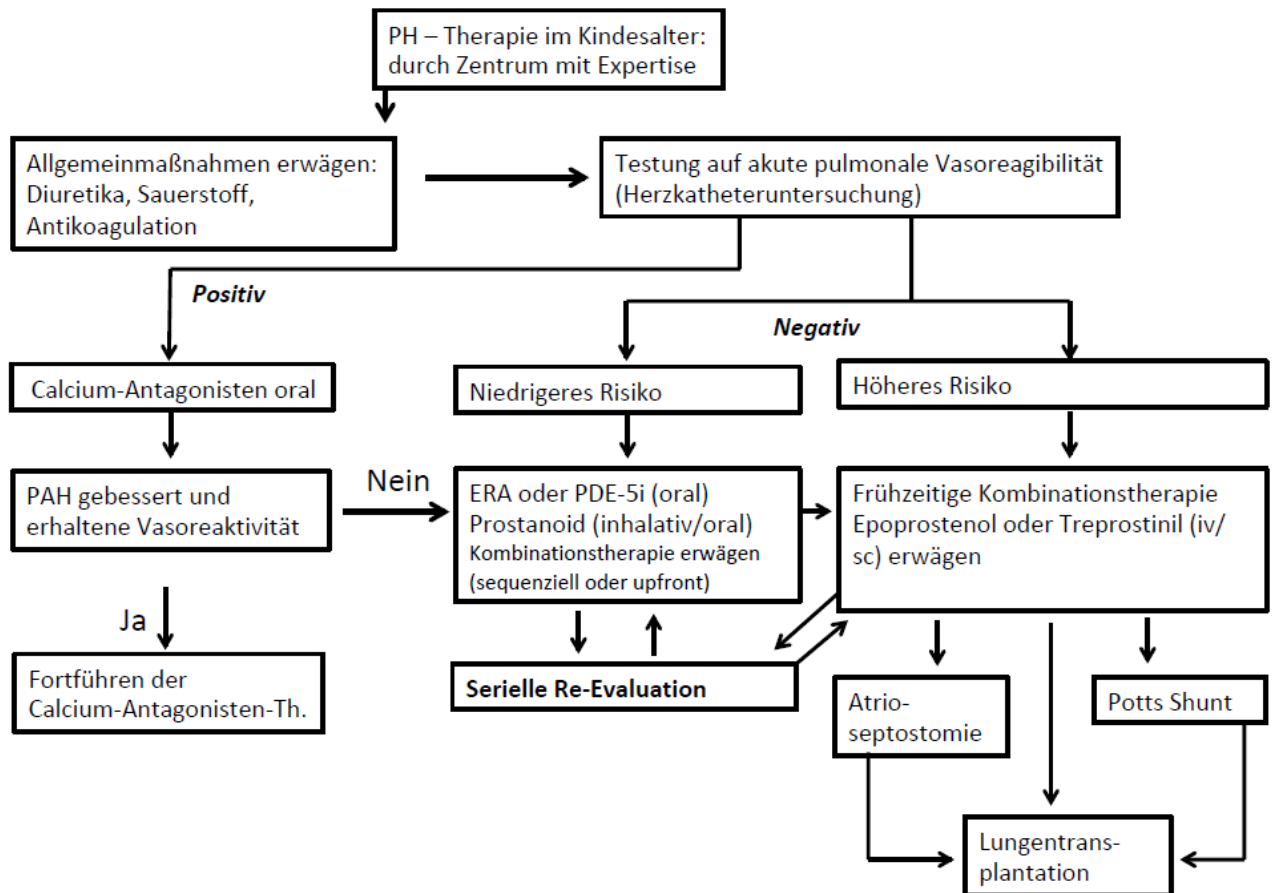 PH – Therapie im Kindesalter:
durch Zentrum mit Expertise
Allgemeinmaßnahmen erwägen:
Diuretika, Sauerstoff,
Antikoagulation
Testung auf akute pulmonale Vasoreagibilität
(Herzkatheteruntersuchung)
Positiv
Negativ
Calcium-Antagonisten oral
Niedrigeres Risiko
Höheres Risiko
PAH gebessert und
erhaltene Vasoreaktivität
Nein
ERA oder PDE-5i (oral)
Prostanoid (inhalativ/oral)
Kombinationstherapie erwägen
(sequenziell oder upfront)
Frühzeitige Kombinationstherapie
Epoprostenol oder Treprostinil (iv/
sc) erwägen
Ja
Fortführen der
Calcium-Antagonisten-Th.
Serielle Re-Evaluation
Atrio-
septostomie
Potts Shunt
Lungentrans-
plantation